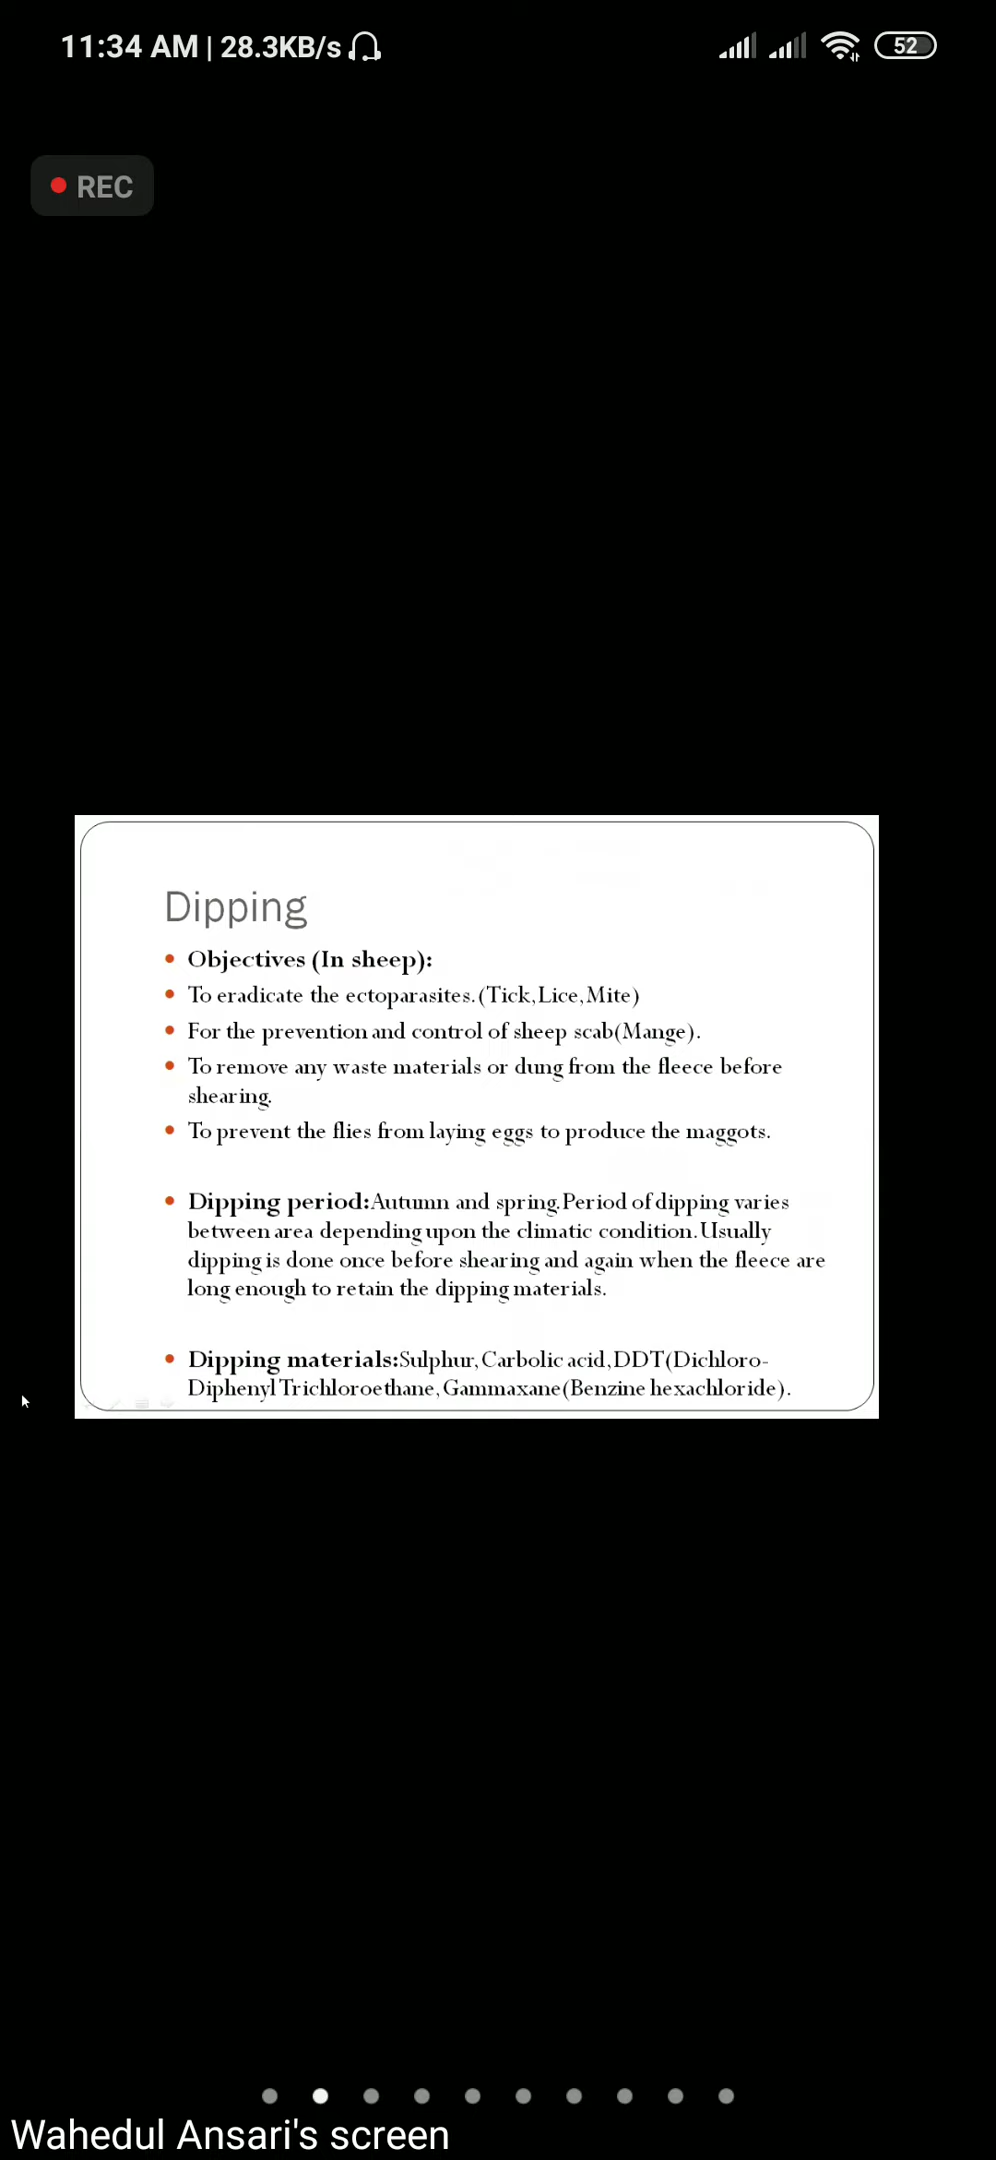 11:34 AM | 28.3KB/s
52
REC
Dipping
• Objectives (In sheep):
• To eradicate the ectoparasites.(Tick,Lice,Mite)
• For the prevention and control of sheep scab(Mange).
• To remove any waste materials or dung from the fleece before
shearing.
• To prevent the flies from laying eggs to produce the maggots.
• Dipping period:Autumn and spring.Period of dipping varies
between area depending upon the climatic condition.Usually
dipping is done once before shearing and again when the fleece are
long enough to retain the dipping materials.
• Dipping materials:Sulphur,Carbolic acid,DDT(Dichloro-
Diphenyl Trichloroethane,Gammaxane(Benzine hexachloride).
Wahedul Ansari's screen